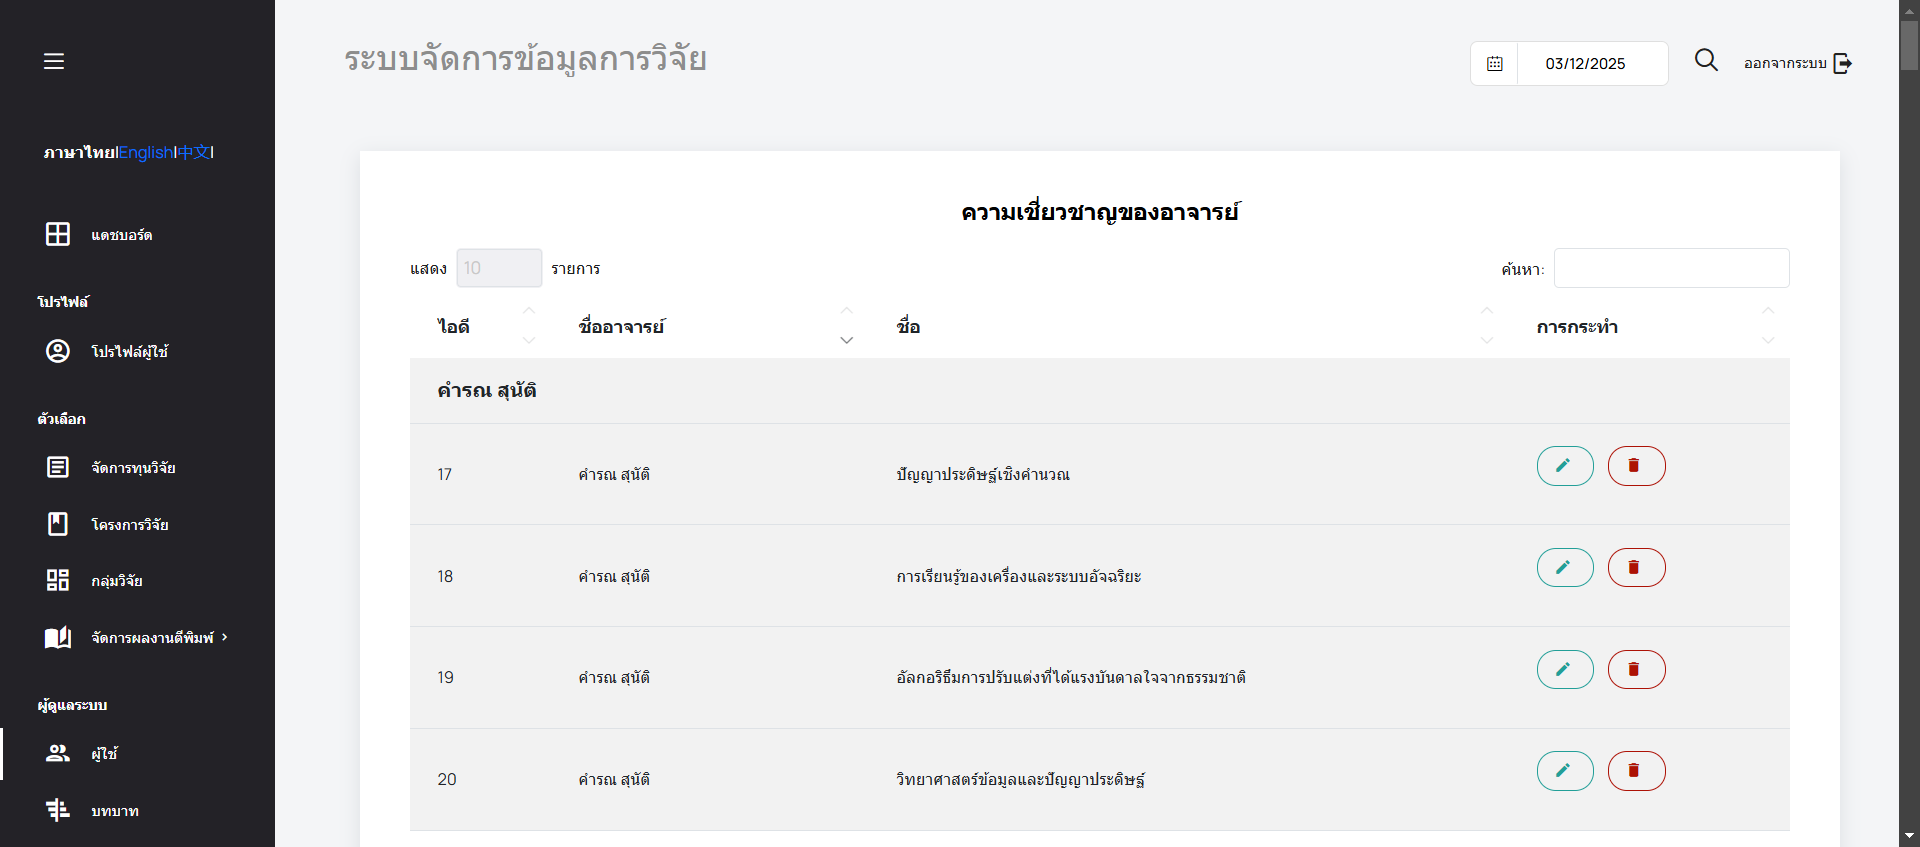 ระบบจัดการข้อมูลการวิจัย
03/12/2025
ออกจากระบบ
ภาษาไทย|English|中文|
แดชบอร์ด
โปรไฟล์
โปรไฟล์ผู้ใช้
ตัวเลือก
จัดการทุนวิจัย
โครงการวิจัย
กลุ่มวิจัย
จัดการผลงานตีพิมพ์
ผู้ดูแลระบบ
ผู้ใช้
บทบาท
ความเชี่ยวชาญของอาจารย์
แสดง 10 รายการ
ค้นหา:
ไอดี ชื่ออาจารย์ ชื่อ การกระทำ
คำรณ สุนัติ
17 คำรณ สุนัติ ปัญญาประดิษฐ์เชิงคำนวณ
18 คำรณ สุนัติ การเรียนรู้ของเครื่องและระบบอัจฉริยะ
19 คำรณ สุนัติ อัลกอริธึมการปรับแต่งที่ได้แรงบันดาลใจจากธรรมชาติ
20 คำรณ สุนัติ วิทยาศาสตร์ข้อมูลและปัญญาประดิษฐ์